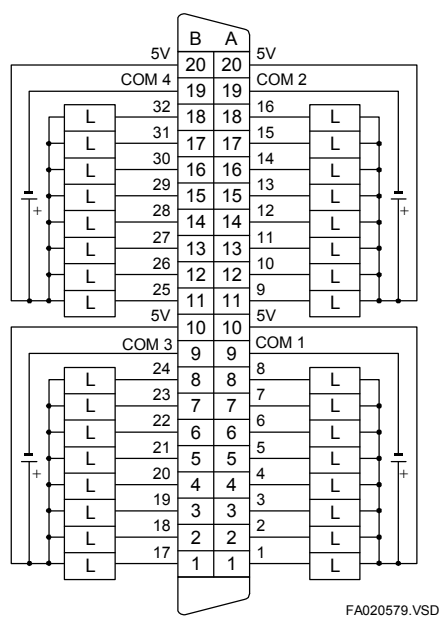 B A
5V 20 20 5V
COM 4 19 19 COM 2
L 32 18 18 16 L
L 31 17 17 15 L
L 30 16 16 14 L
L 29 15 15 13 L
+ +
L 28 14 14 12 L
L 27 13 13 11 L
L 26 12 12 10 L
L 25 11 11 9 L
5V 10 10 5V
COM 3 9 9 COM 1
L 24 8 8 8 L
L 23 7 7 7 L
L 22 6 6 6 L
L 21 5 5 5 L
+ +
L 20 4 4 4 L
L 19 3 3 3 L
L 18 2 2 2 L
L 17 1 1 1 L
FA020579.VSD